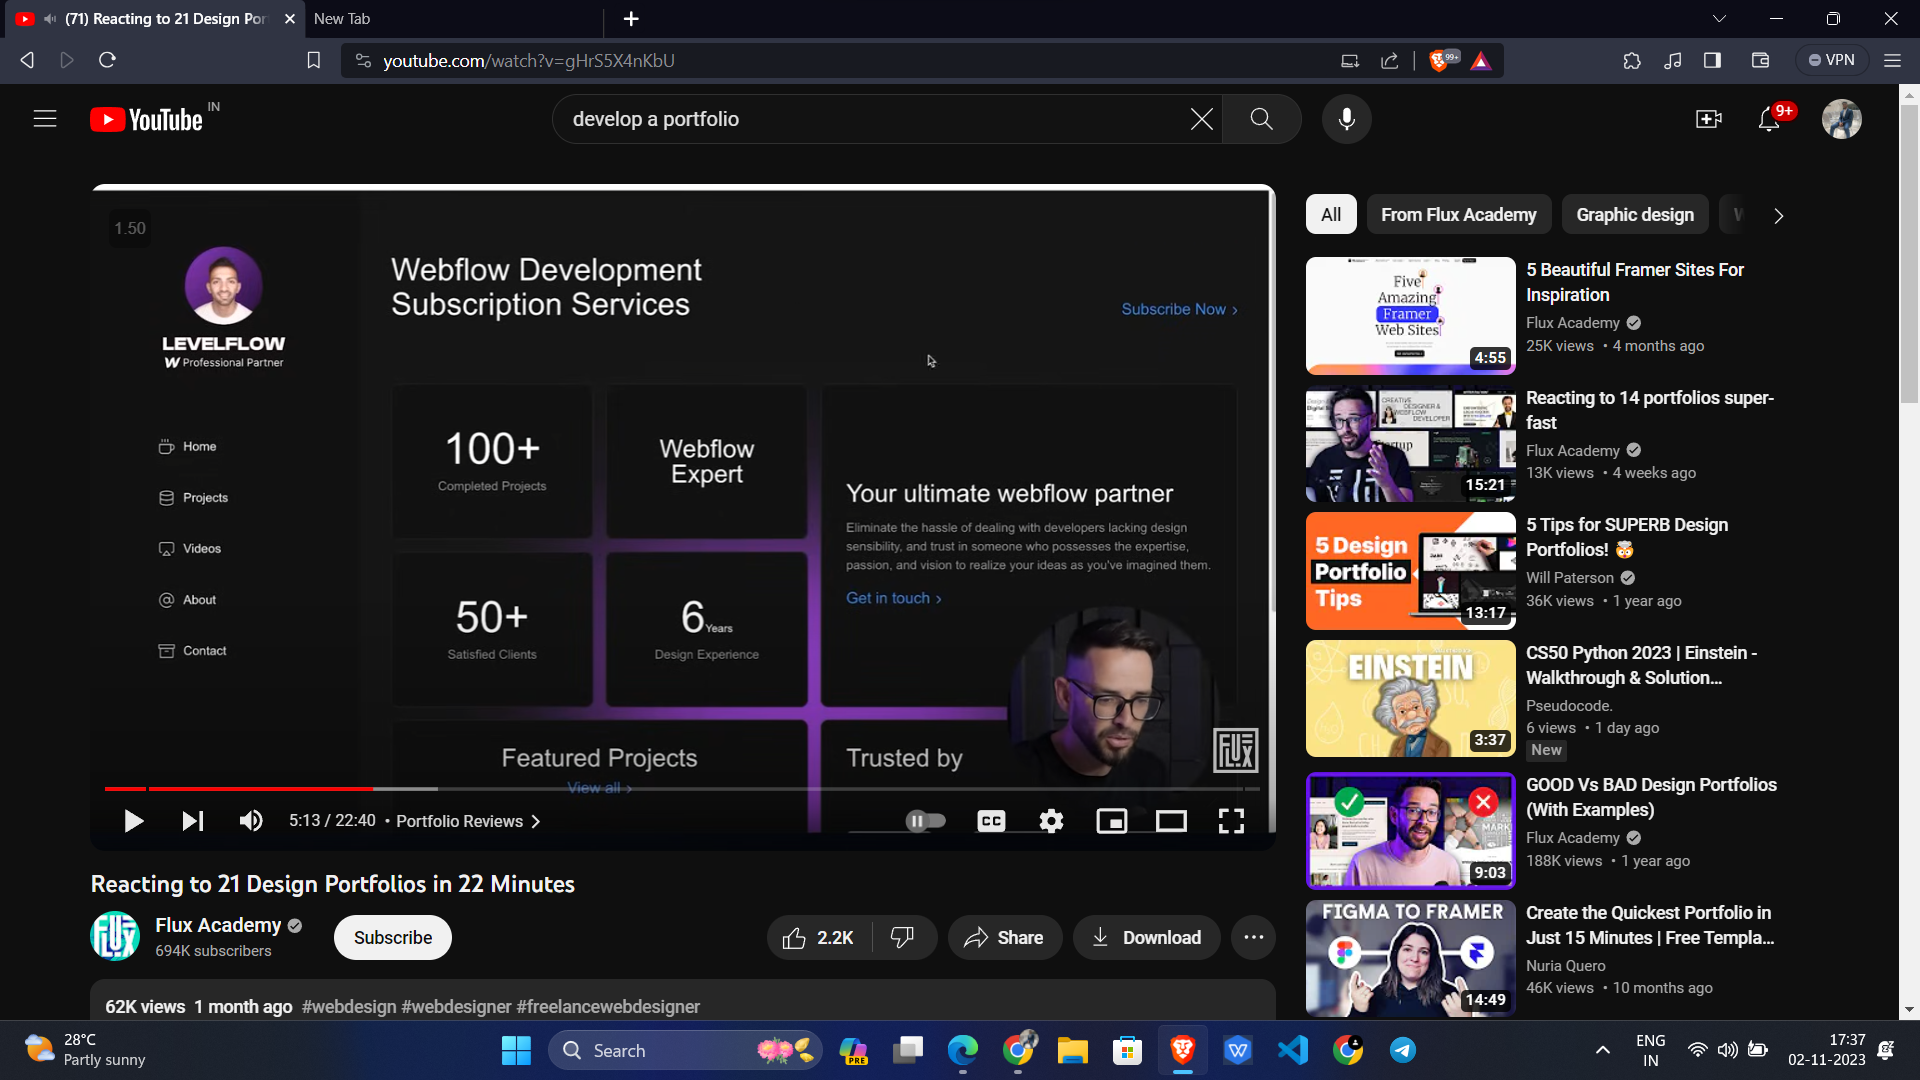 (71) Reacting to 21 Design Por
New Tab
youtube.com/watch?v=gHrS5X4nKbU
99+
VPN
YouTube IN
develop a portfolio
9+
1.50
LEVELFLOW
Professional Partner
Home
Projects
Videos
About
Contact
Webflow Development
Subscription Services
Subscribe Now >
100+
Completed Projects
Webflow
Expert
50+
Satisfied Clients
6 Years
Design Experience
Your ultimate webflow partner
Eliminate the hassle of dealing with developers lacking design
sensibility, and trust in someone who possesses the expertise,
passion, and vision to realize your ideas as you've imagined them.
Get in touch >
Featured Projects
View all >
Trusted by
FLUX
5:13 / 22:40 • Portfolio Reviews >
CC
Reacting to 21 Design Portfolios in 22 Minutes
Flux Academy
694K subscribers
Subscribe
2.2K
Share
Download
62K views 1 month ago #webdesign #webdesigner #freelancewebdesigner
All
From Flux Academy
Graphic design
Five
Amazing
Framer
Web Sites
4:55
5 Beautiful Framer Sites For
Inspiration
Flux Academy
25K views • 4 months ago
15:21
Reacting to 14 portfolios super-
fast
Flux Academy
13K views • 4 weeks ago
5 Design
Portfolio
Tips
13:17
5 Tips for SUPERB Design
Portfolios! 🤯
Will Paterson
36K views • 1 year ago
EINSTEIN
3:37
CS50 Python 2023 | Einstein -
Walkthrough & Solution...
Pseudocode.
6 views • 1 day ago
New
9:03
GOOD Vs BAD Design Portfolios
(With Examples)
Flux Academy
188K views • 1 year ago
FIGMA TO FRAMER
14:49
Create the Quickest Portfolio in
Just 15 Minutes | Free Templa...
Nuria Quero
46K views • 10 months ago
28°C
Partly sunny
Search
PRE
ENG
IN
17:37
02-11-2023